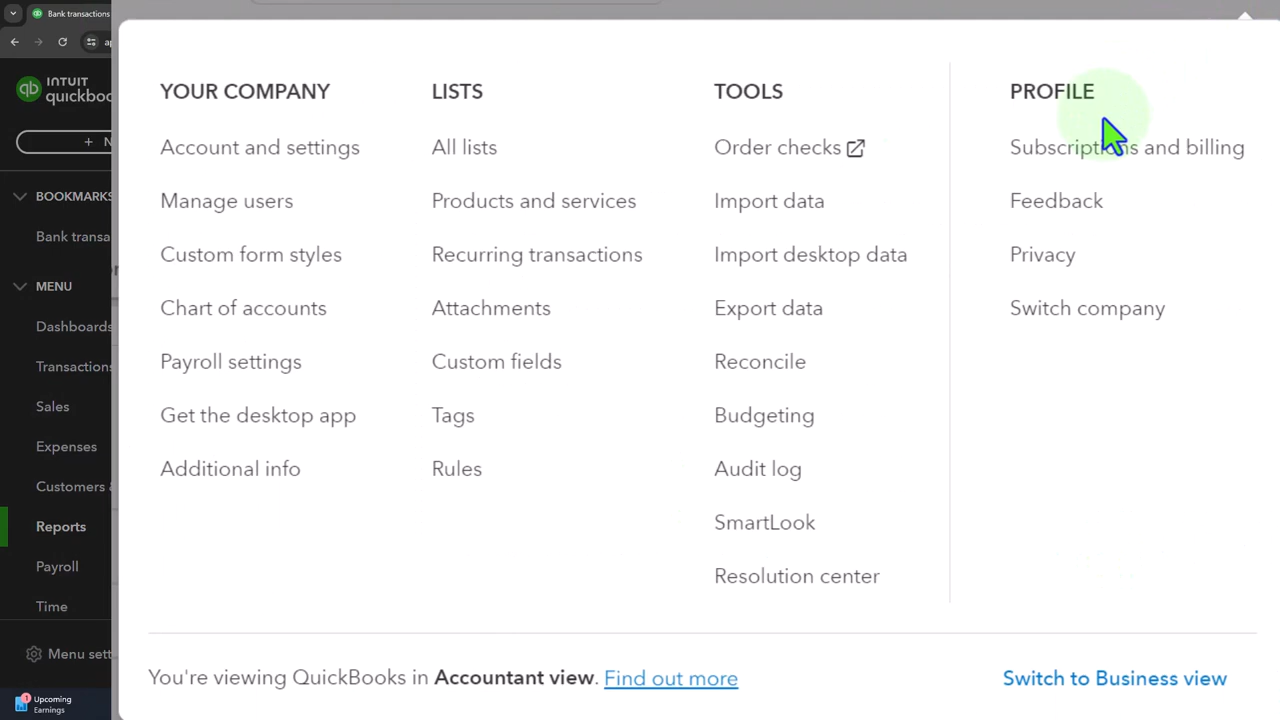 Bank transactions
INTUIT
qb
BOOKMARKS
Bank transa
MENU
Dashboards
Transactions
Sales
Expenses
Customers &
Reports
Payroll
Time
Menu sett
1
Upcoming
Earnings
YOUR COMPANY
Account and settings
Manage users
Custom form styles
Chart of accounts
Payroll settings
Get the desktop app
Additional info
LISTS
All lists
Products and services
Recurring transactions
Attachments
Custom fields
Tags
Rules
TOOLS
Order checks
Import data
Import desktop data
Export data
Reconcile
Budgeting
Audit log
SmartLook
Resolution center
PROFILE
Subscriptions and billing
Feedback
Privacy
Switch company
You're viewing QuickBooks in Accountant view. Find out more
Switch to Business view